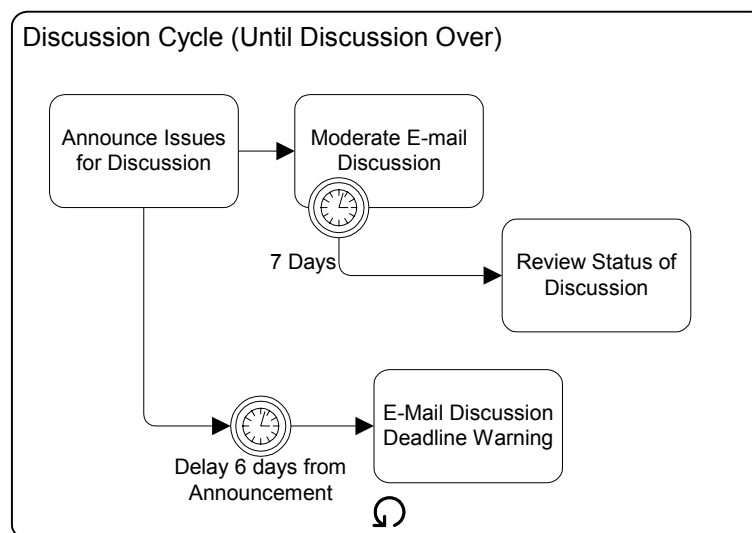 Discussion Cycle (Until Discussion Over)
Announce Issues
for Discussion
Moderate E-mail
Discussion
7 Days
Review Status of
Discussion
E-Mail Discussion
Deadline Warning
Delay 6 days from
Announcement